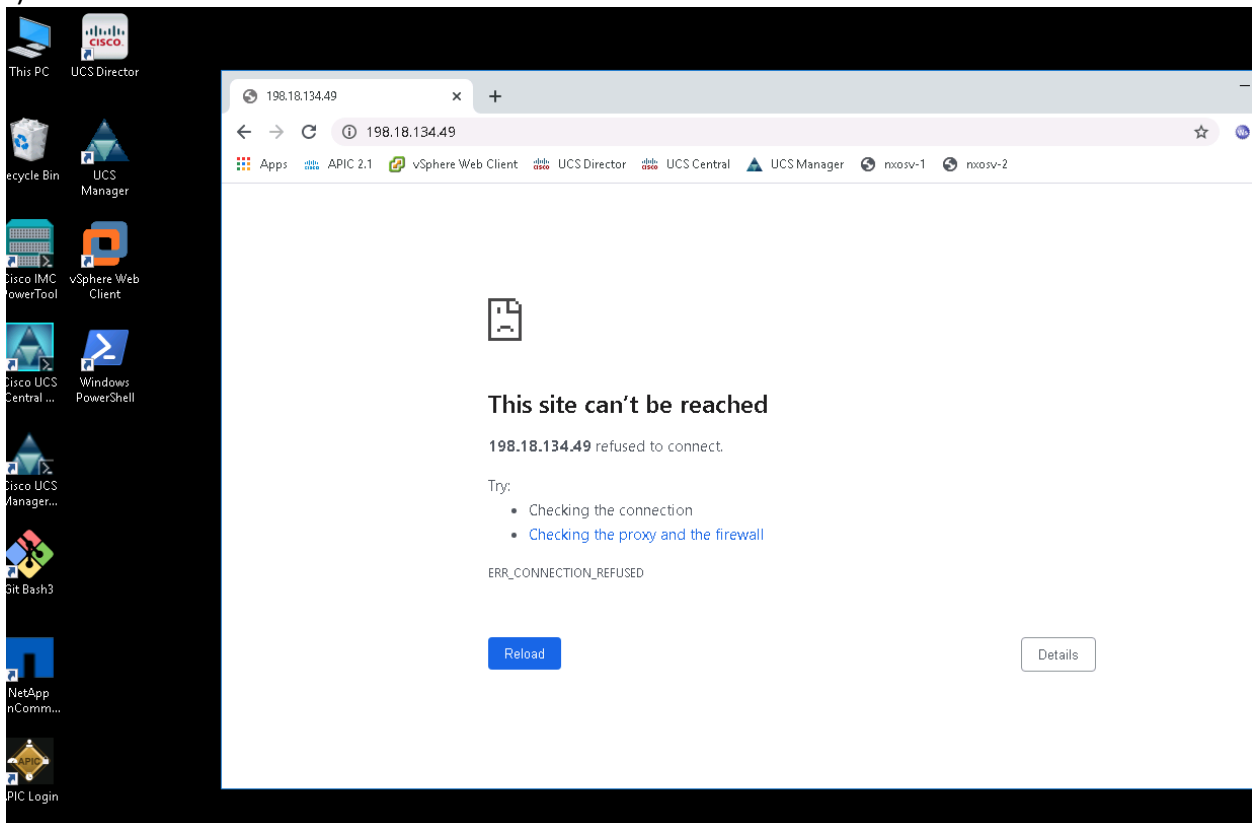 This PC
CISCO.
UCS Director
ecycle Bin
UCS
Manager
Cisco IMC
PowerTool
vSphere Web
Client
Cisco UCS
Central ...
Windows
PowerShell
Cisco UCS
Manager...
Git Bash3
NetApp
nComm...
APIC
PIC Login
198.18.134.49
198.18.134.49
Apps APIC 2.1 vSphere Web Client UCS Director UCS Central UCS Manager nxosv-1 nxosv-2
This site can't be reached
198.18.134.49 refused to connect.
Try:
• Checking the connection
• Checking the proxy and the firewall
ERR_CONNECTION_REFUSED
Reload Details